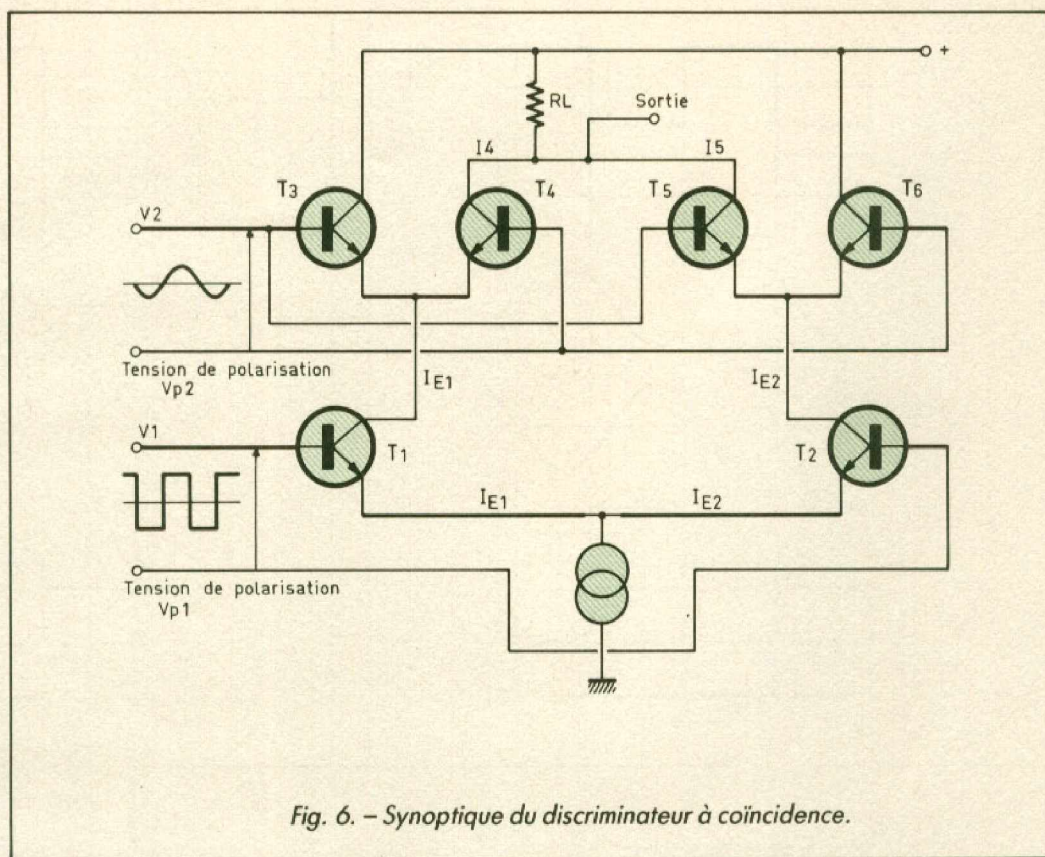 +
RL
Sortie
I4
I5
T3
T4
T5
T6
V2
Tension de polarisation
Vp2
IE1
IE2
V1
T1
T2
IE1
IE2
Tension de polarisation
Vp1
Fig. 6. – Synoptique du discriminateur à coïncidence.